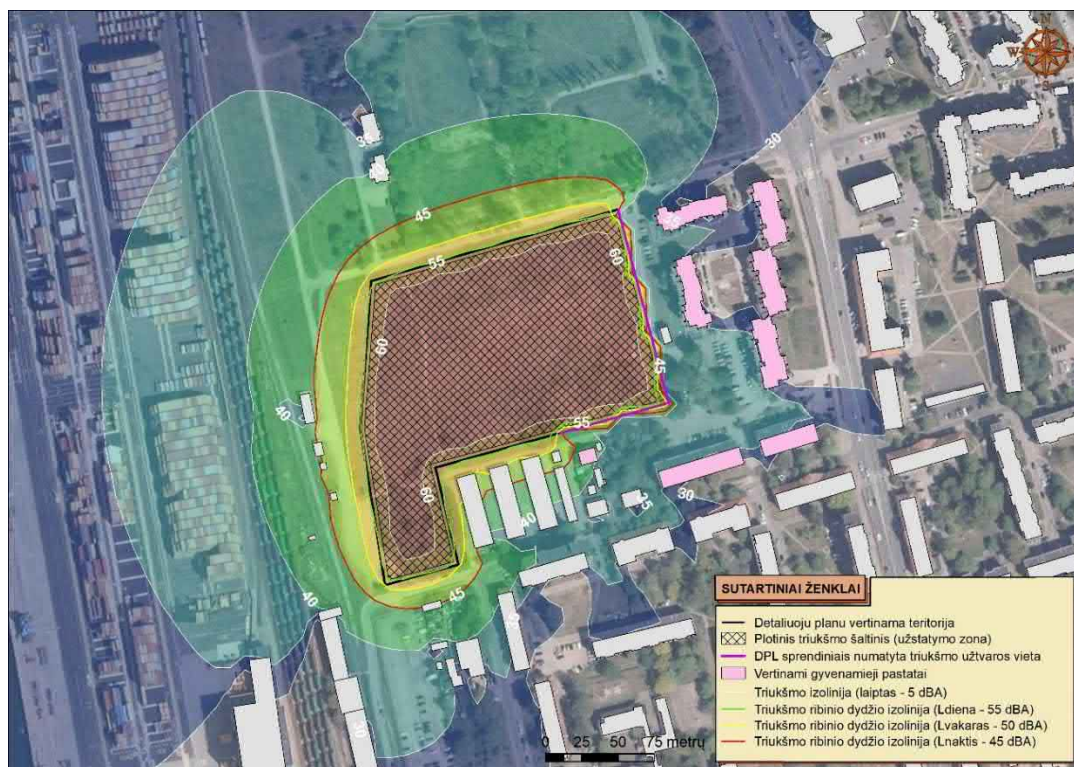 N
W
E
S
30
35
40
45
35
55
60
60
45
40
55
60
40
35
30
40
45
40
30
SUTARTINIAI ŽENKLAI
Detaliuoju planu vertinama teritorija
Plotinis triukšmo šaltinis (užstatymo zona)
DPL sprendiniais numatyta triukšmo užtvaros vieta
Vertinami gyvenamieji pastatai
Triukšmo izolinija (laiptas - 5 dBA)
Triukšmo ribinio dydžio izolinija (Ldiena - 55 dBA)
Triukšmo ribinio dydžio izolinija (Lvakaras - 50 dBA)
Triukšmo ribinio dydžio izolinija (Lnaktis - 45 dBA)
0 25 50 75 metrų